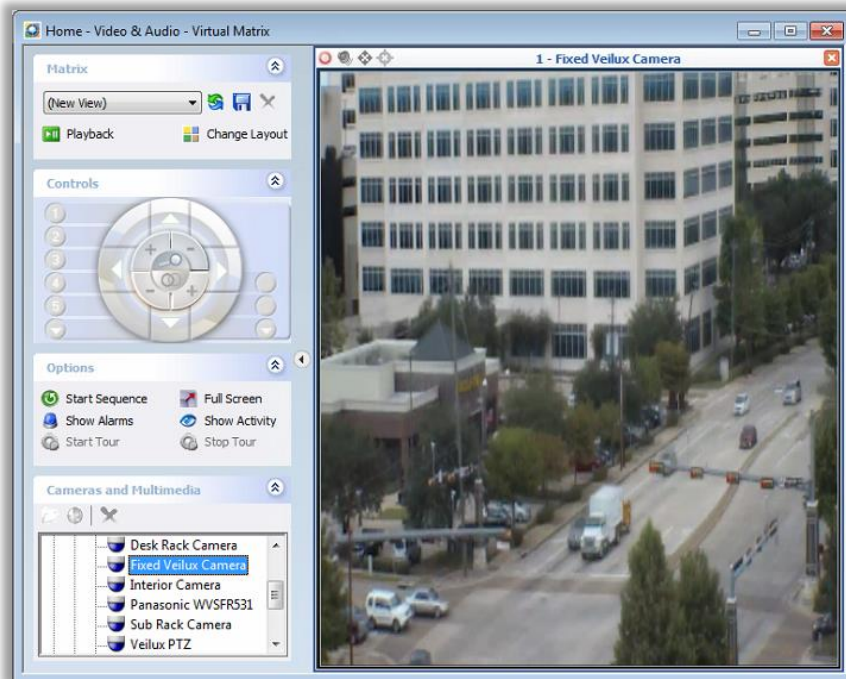 Home - Video & Audio - Virtual Matrix
Matrix
(New View)
Playback
Change Layout
Controls
1
2
3
4
5
Options
Start Sequence
Full Screen
Show Alarms
Show Activity
Start Tour
Stop Tour
Cameras and Multimedia
Desk Rack Camera
Fixed Veilux Camera
Interior Camera
Panasonic WVSFR531
Sub Rack Camera
Veilux PTZ
1 - Fixed Veilux Camera